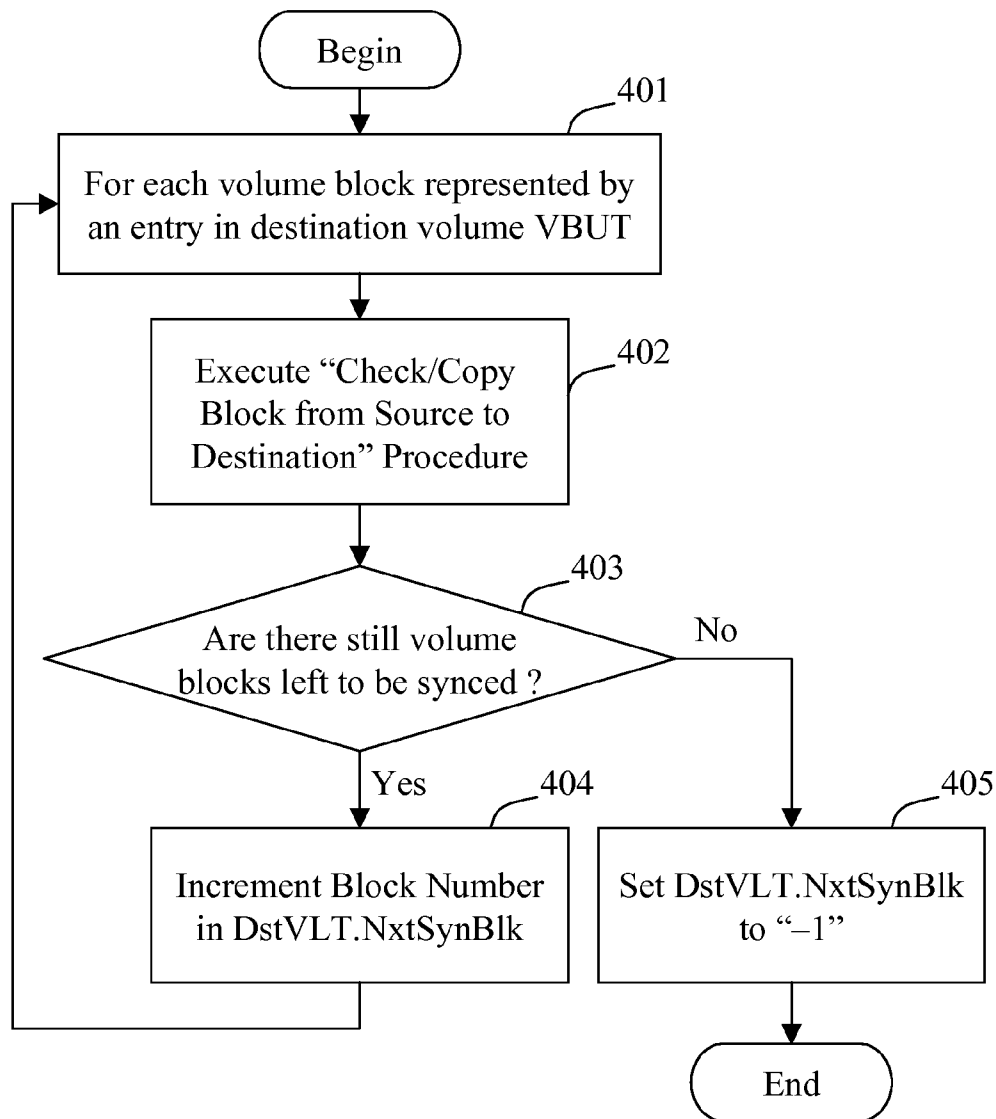 Begin
401
For each volume block represented by
an entry in destination volume VBUT
402
Execute “Check/Copy
Block from Source to
Destination” Procedure
403
Are there still volume
blocks left to be synced ?
No
Yes
404
Increment Block Number
in DstVLT.NxtSynBlk
405
Set DstVLT.NxtSynBlk
to “–1”
End